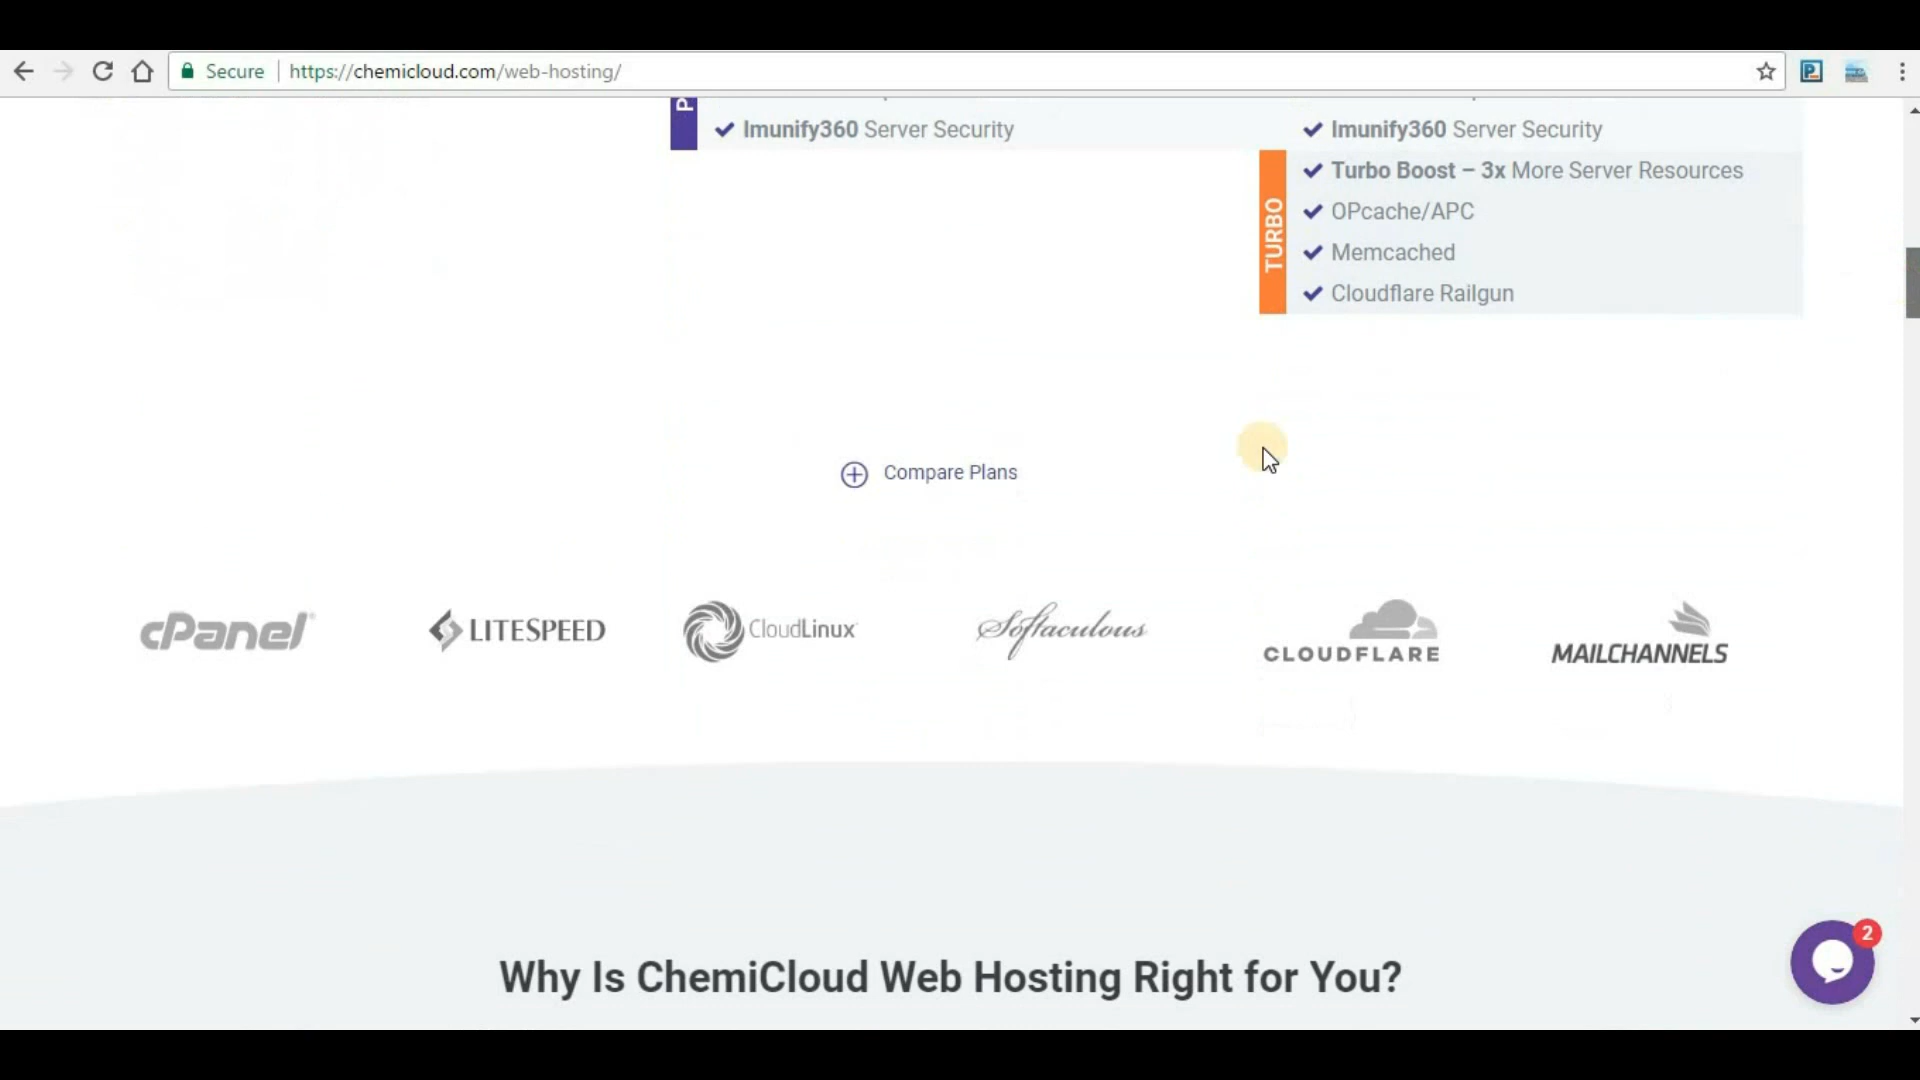 Secure https://chemicloud.com/web-hosting/
P
Imunify360 Server Security
Imunify360 Server Security
TURBO
Turbo Boost – 3x More Server Resources
OPcache/APC
Memcached
Cloudflare Railgun
Compare Plans
cPanel®
LITESPEED
CloudLinux
Softaculous
CLOUDFLARE
MAILCHANNELS
Why Is ChemiCloud Web Hosting Right for You?
2